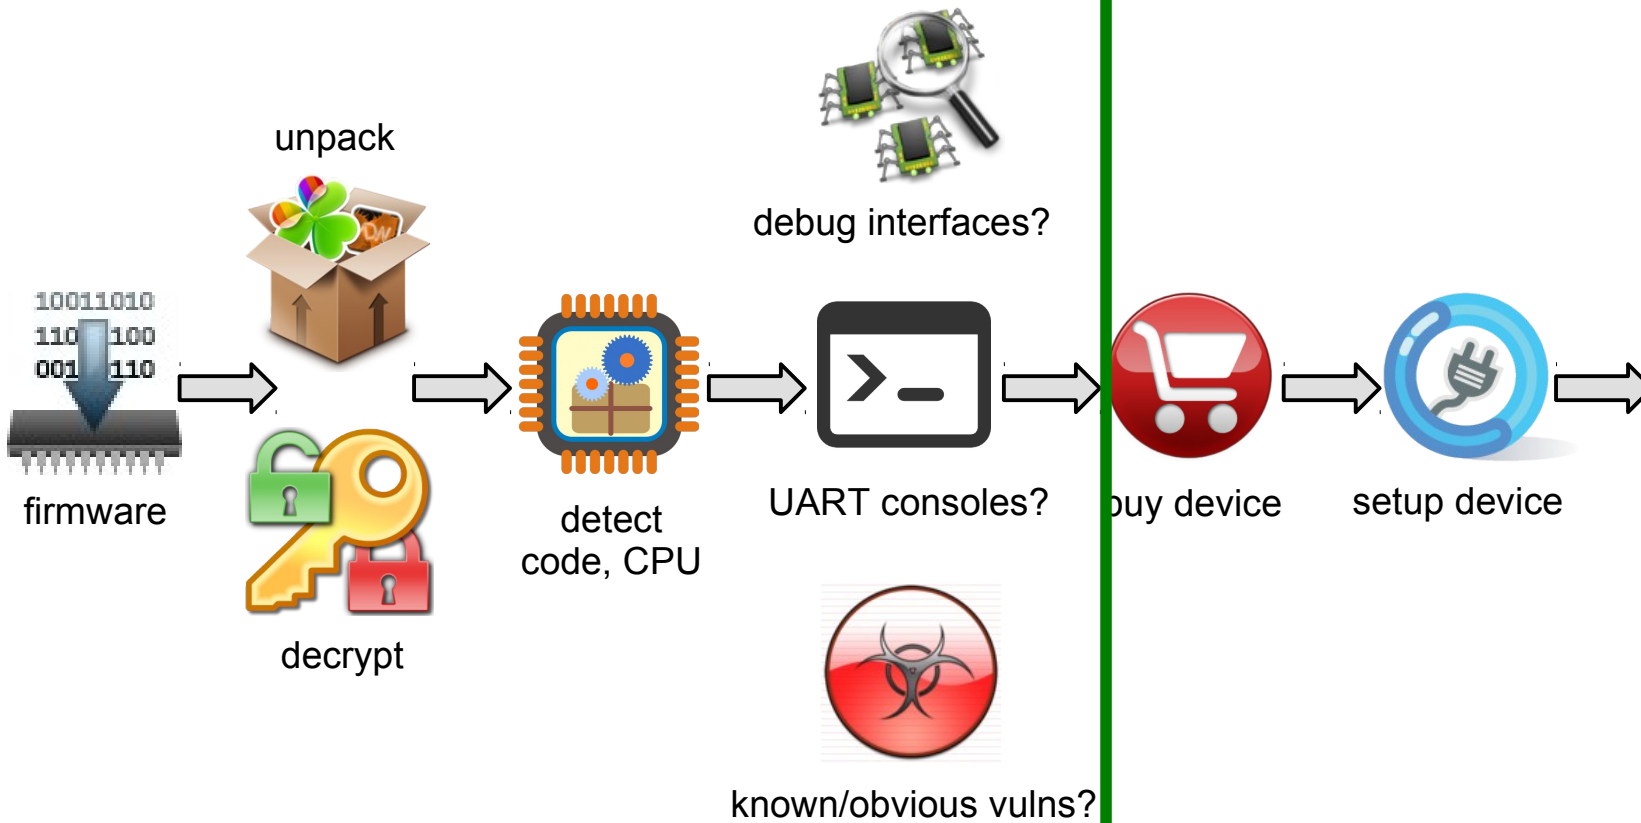 unpack
debug interfaces?
10011010
110 100
001 110
firmware
decrypt
detect
code, CPU
UART consoles?
known/obvious vulns?
buy device
setup device